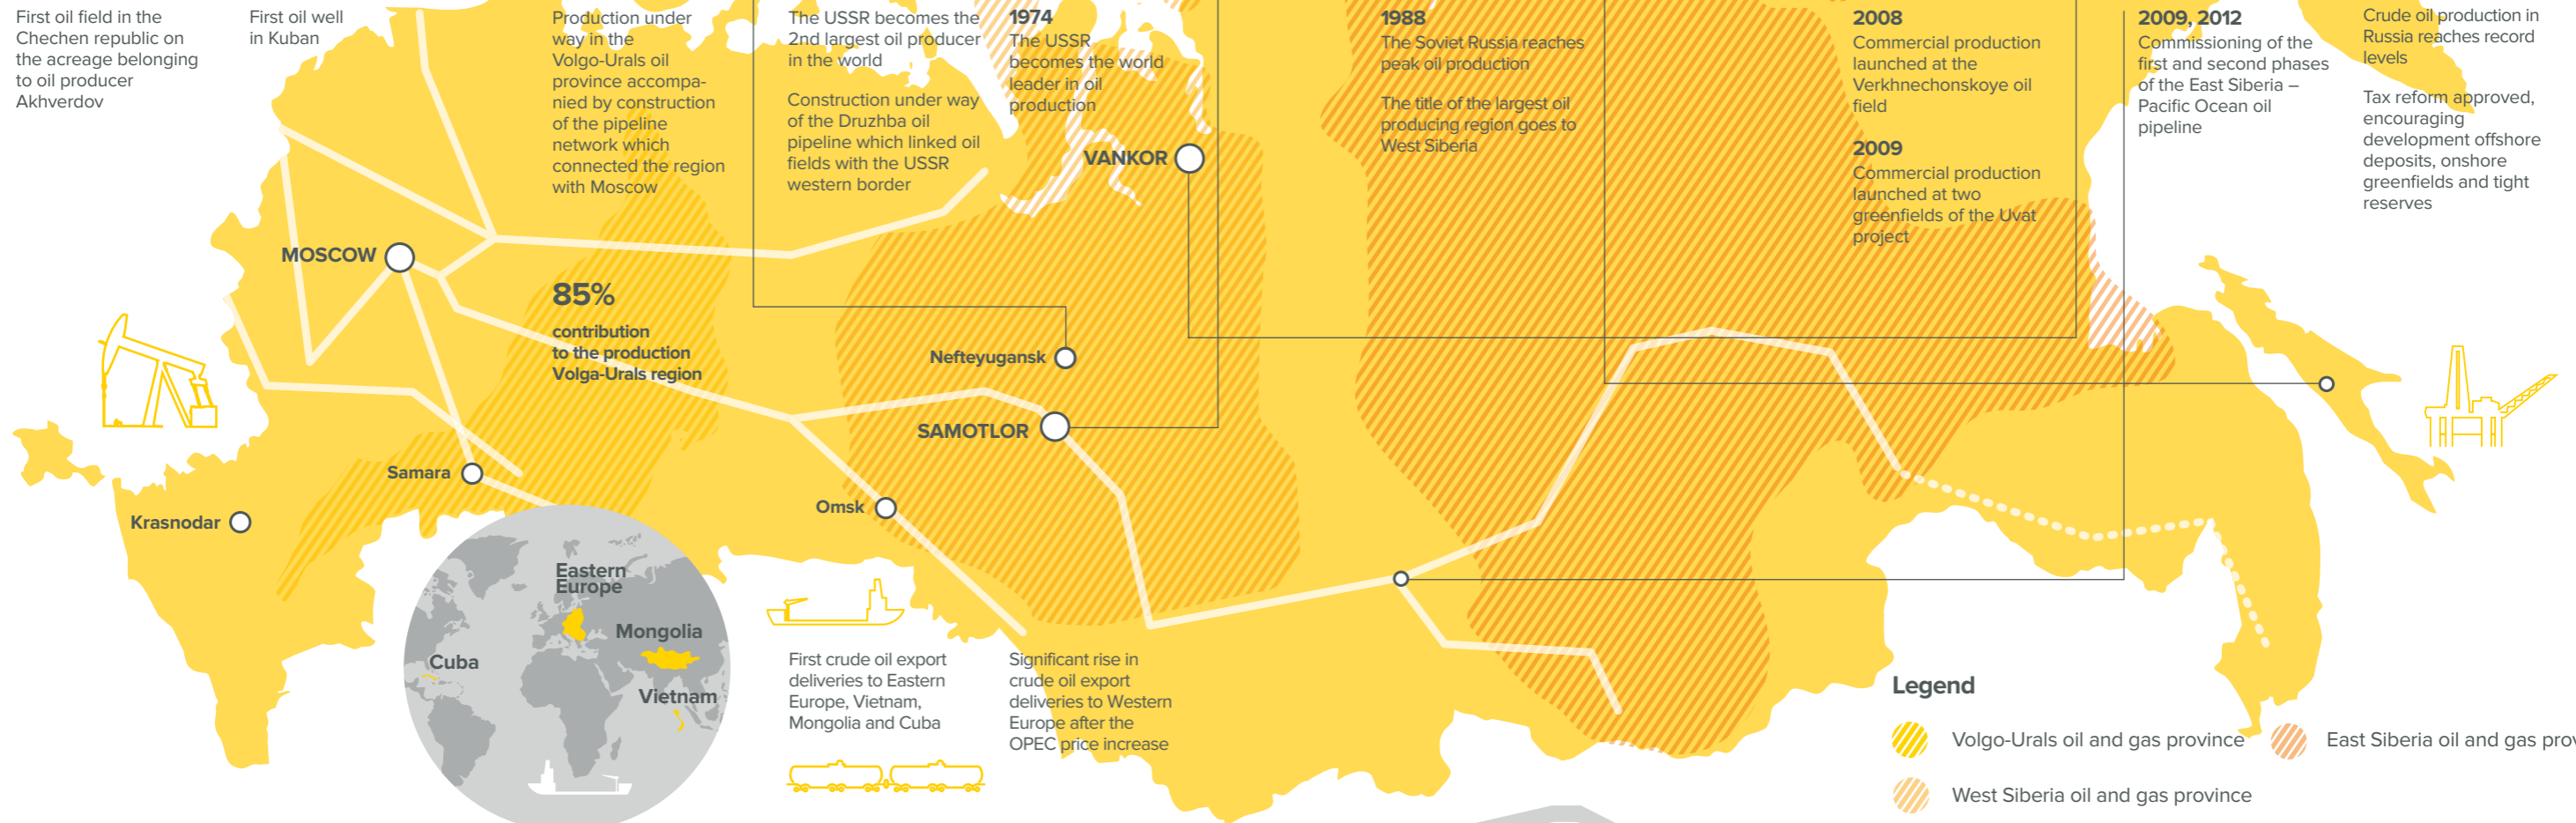 First oil field in the
Chechen republic on
the acreage belonging
to oil producer
Akhverdov
First oil well
in Kuban
Production under
way in the
Volgo-Urals oil
province accompa-
nied by construction
of the pipeline
network which
connected the region
with Moscow
85%
contribution
to the production
Volga-Urals region
The USSR becomes the
2nd largest oil producer
in the world
Construction under way
of the Druzhba oil
pipeline which linked oil
fields with the USSR
western border
1974
The USSR
becomes the world
leader in oil
production
1988
The Soviet Russia reaches
peak oil production
The title of the largest oil
producing region goes to
West Siberia
2008
Commercial production
launched at the
Verkhnechonskoye oil
field
2009
Commercial production
launched at two
greenfields of the Uvat
project
2009, 2012
Commissioning of the
first and second phases
of the East Siberia –
Pacific Ocean oil
pipeline
Crude oil production in
Russia reaches record
levels
Tax reform approved,
encouraging
development offshore
deposits, onshore
greenfields and tight
reserves
VANKOR
MOSCOW
Nefteyugansk
SAMOTLOR
Samara
Omsk
Krasnodar
Eastern
Europe
Mongolia
Cuba
Vietnam
First crude oil export
deliveries to Eastern
Europe, Vietnam,
Mongolia and Cuba
Significant rise in
crude oil export
deliveries to Western
Europe after the
OPEC price increase
Legend
Volgo-Urals oil and gas province
East Siberia oil and gas prov
West Siberia oil and gas province